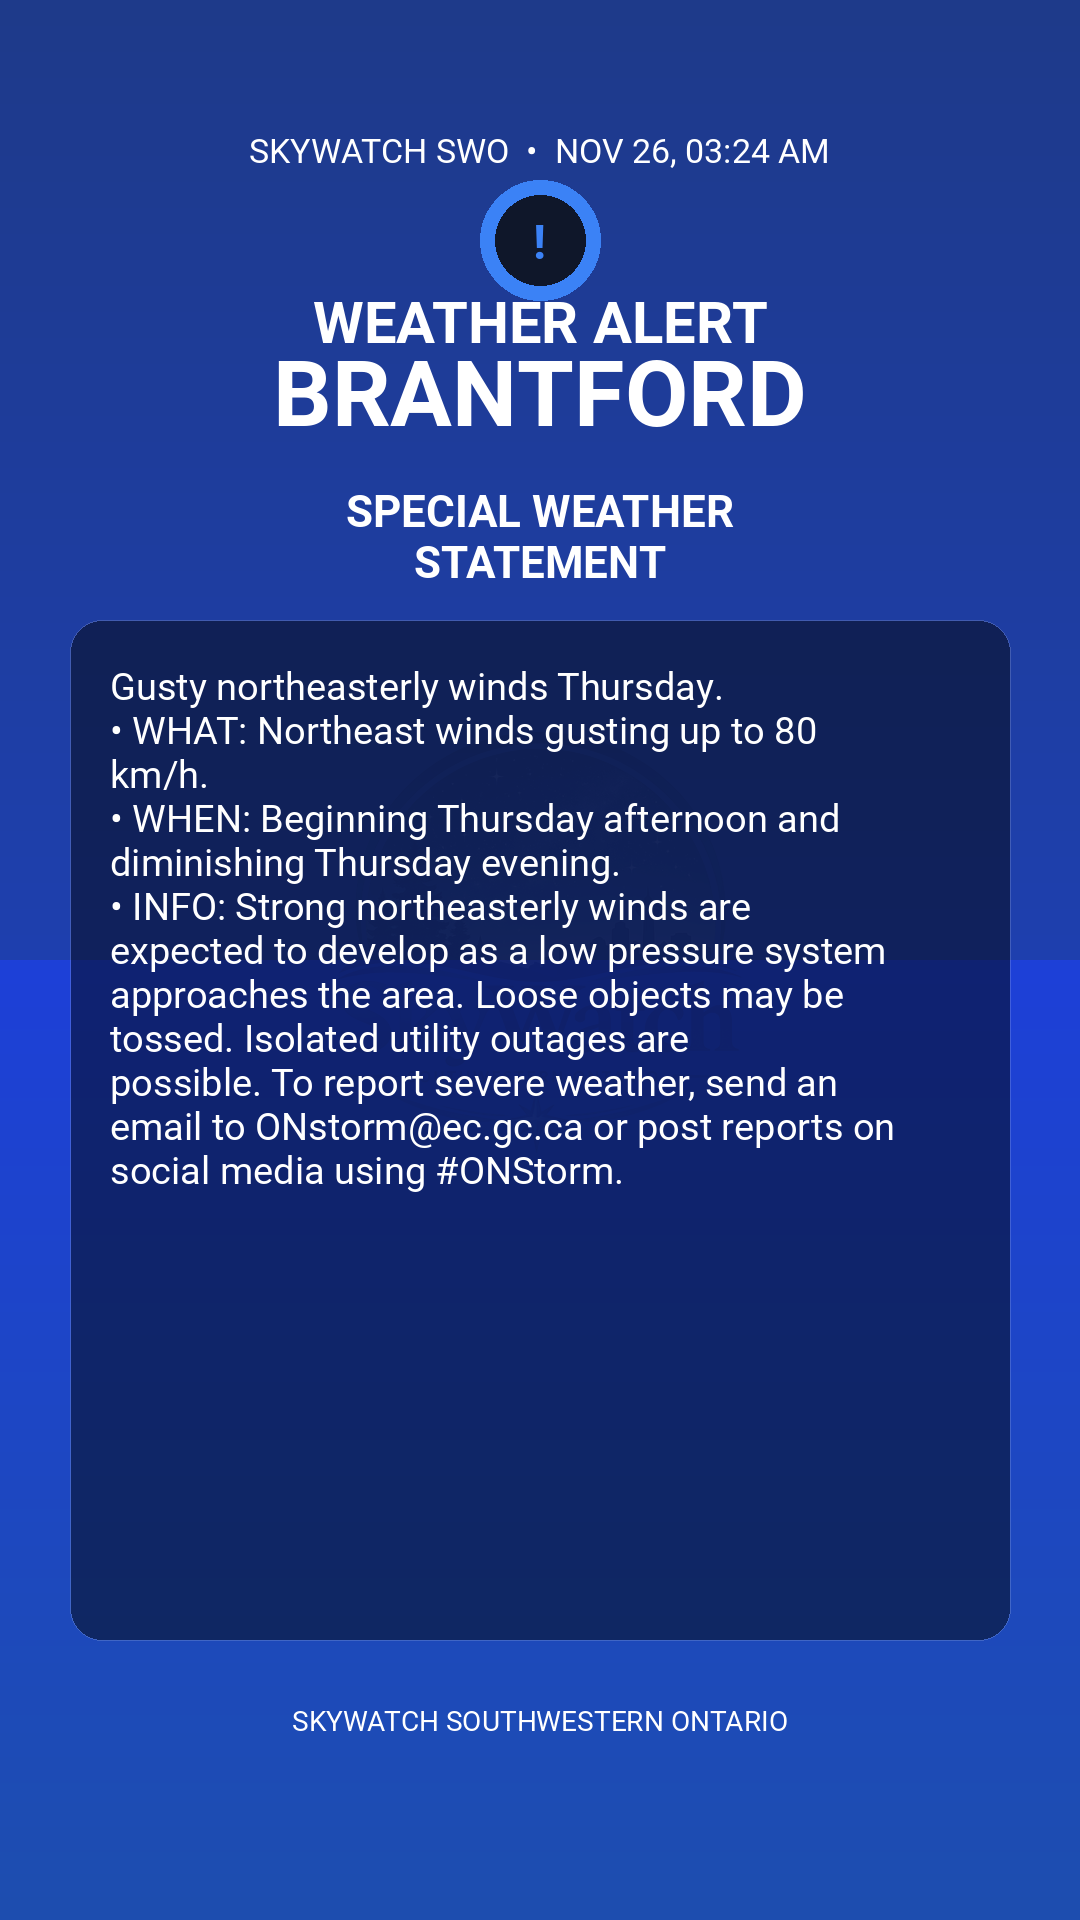 SKYWATCH SWO • NOV 26, 03:24 AM
!
WEATHER ALERT
BRANTFORD
SPECIAL WEATHER
STATEMENT
Gusty northeasterly winds Thursday.
• WHAT: Northeast winds gusting up to 80
km/h.
• WHEN: Beginning Thursday afternoon and
diminishing Thursday evening.
• INFO: Strong northeasterly winds are
expected to develop as a low pressure system
approaches the area. Loose objects may be
tossed. Isolated utility outages are
possible. To report severe weather, send an
email to ONstorm@ec.gc.ca or post reports on
social media using #ONStorm.
SKYWATCH SOUTHWESTERN ONTARIO